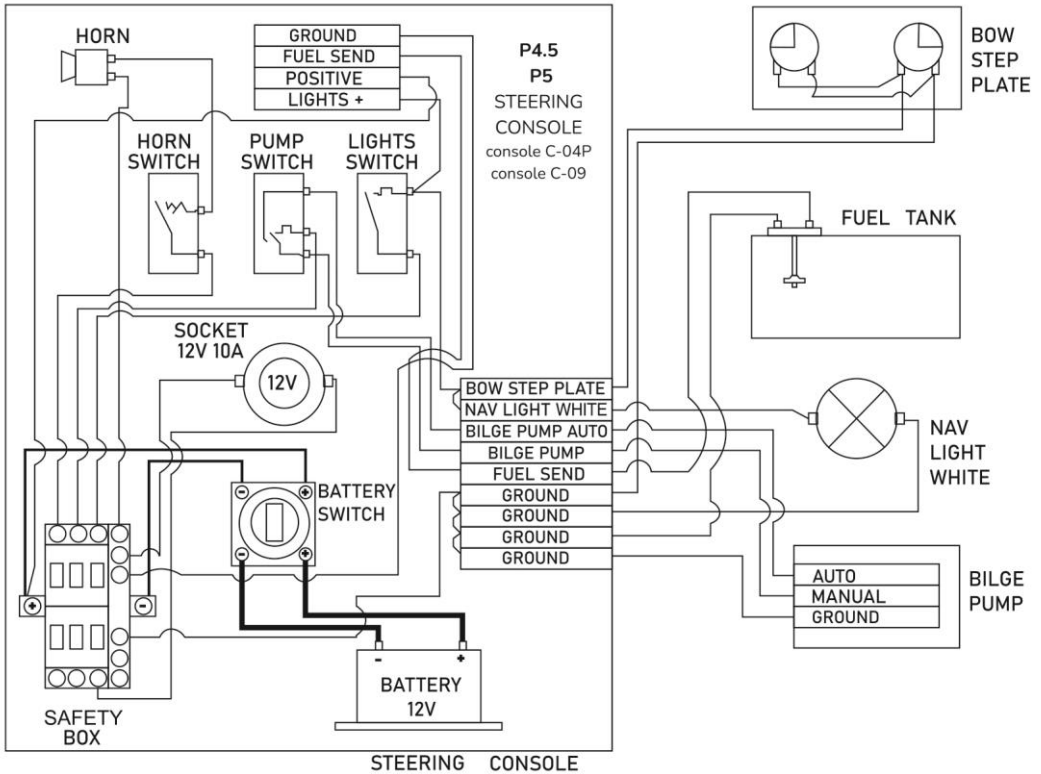 HORN
GROUND
FUEL SEND
POSITIVE
LIGHTS +
P4.5
P5
STEERING
CONSOLE
console C-04P
console C-09
BOW
STEP
PLATE
HORN
SWITCH
PUMP
SWITCH
LIGHTS
SWITCH
FUEL TANK
SOCKET
12V 10A
12V
BOW STEP PLATE
NAV LIGHT WHITE
BILGE PUMP AUTO
BILGE PUMP
FUEL SEND
GROUND
GROUND
GROUND
GROUND
NAV
LIGHT
WHITE
- +
BATTERY
SWITCH
- +
+ -
AUTO
MANUAL
GROUND
BILGE
PUMP
- +
BATTERY
12V
SAFETY
BOX
STEERING CONSOLE